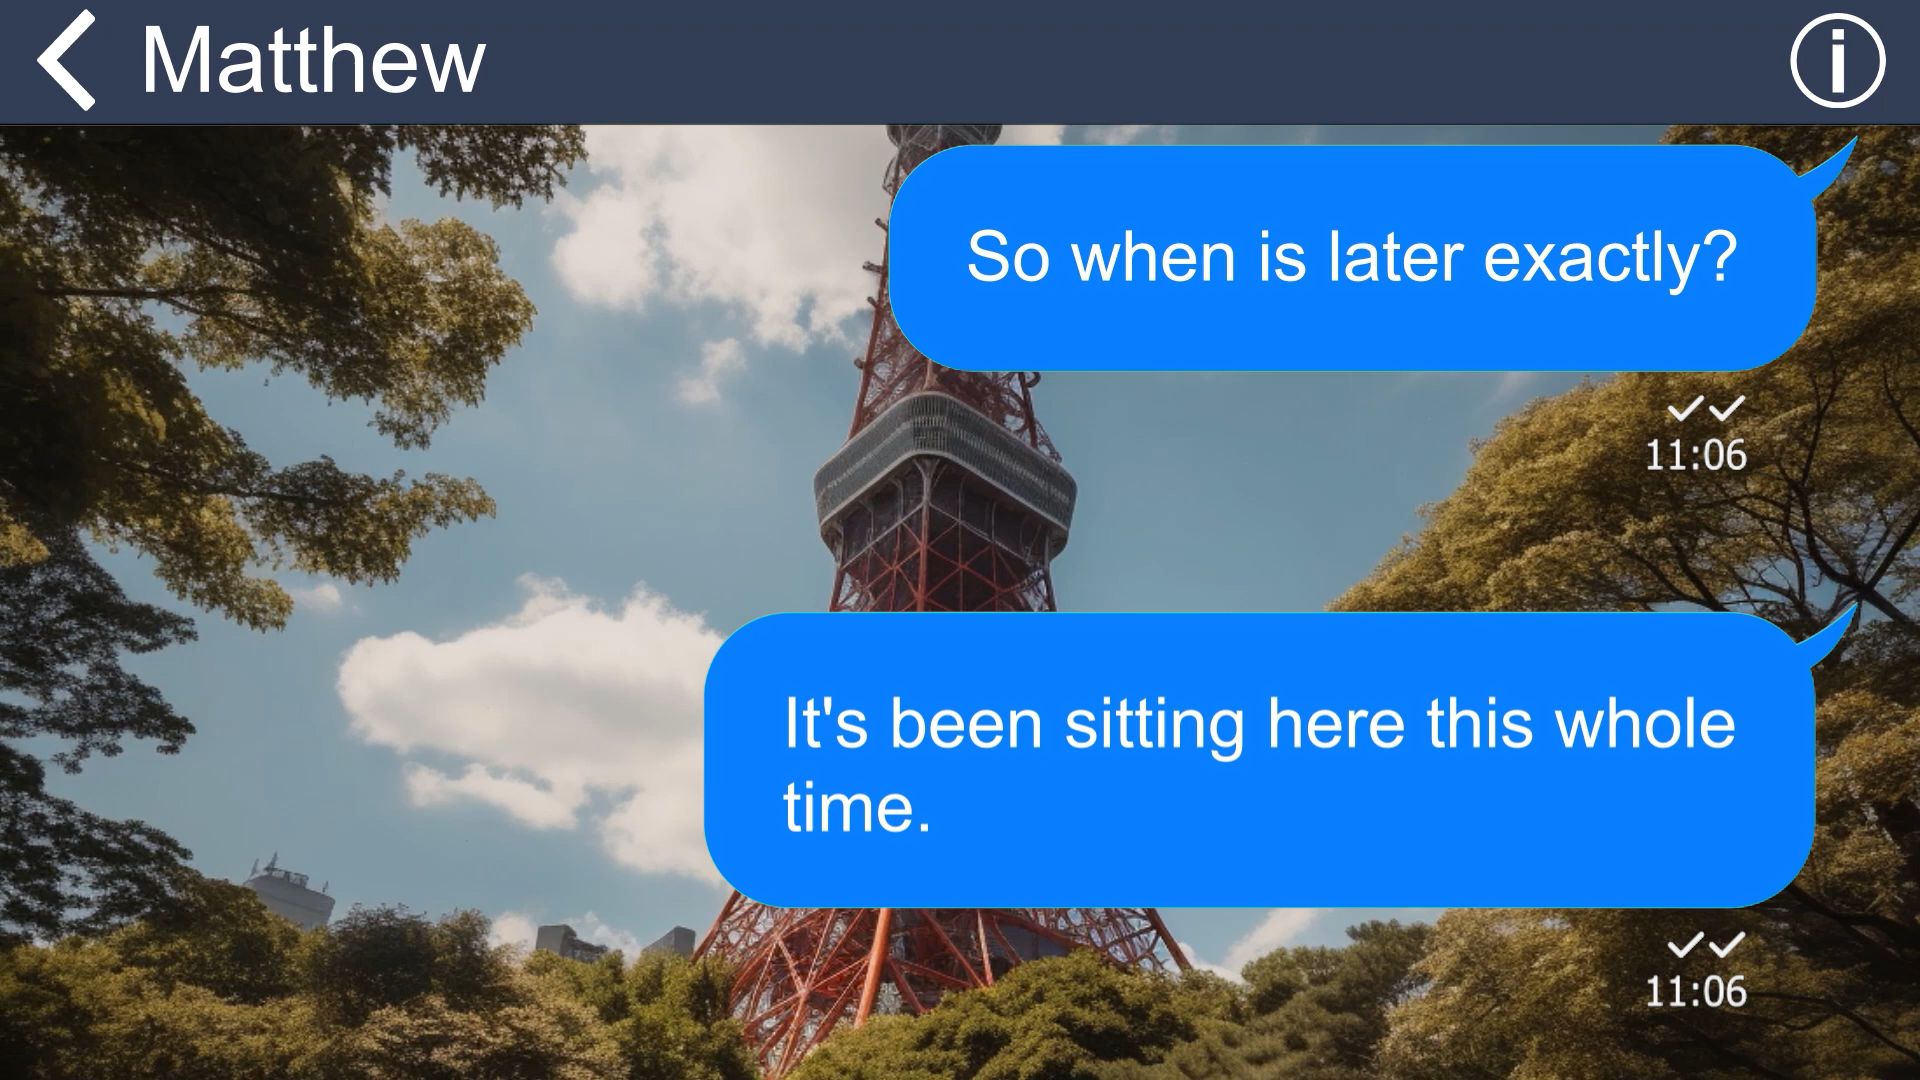 Matthew
So when is later exactly?
11:06
It's been sitting here this whole
time.
11:06